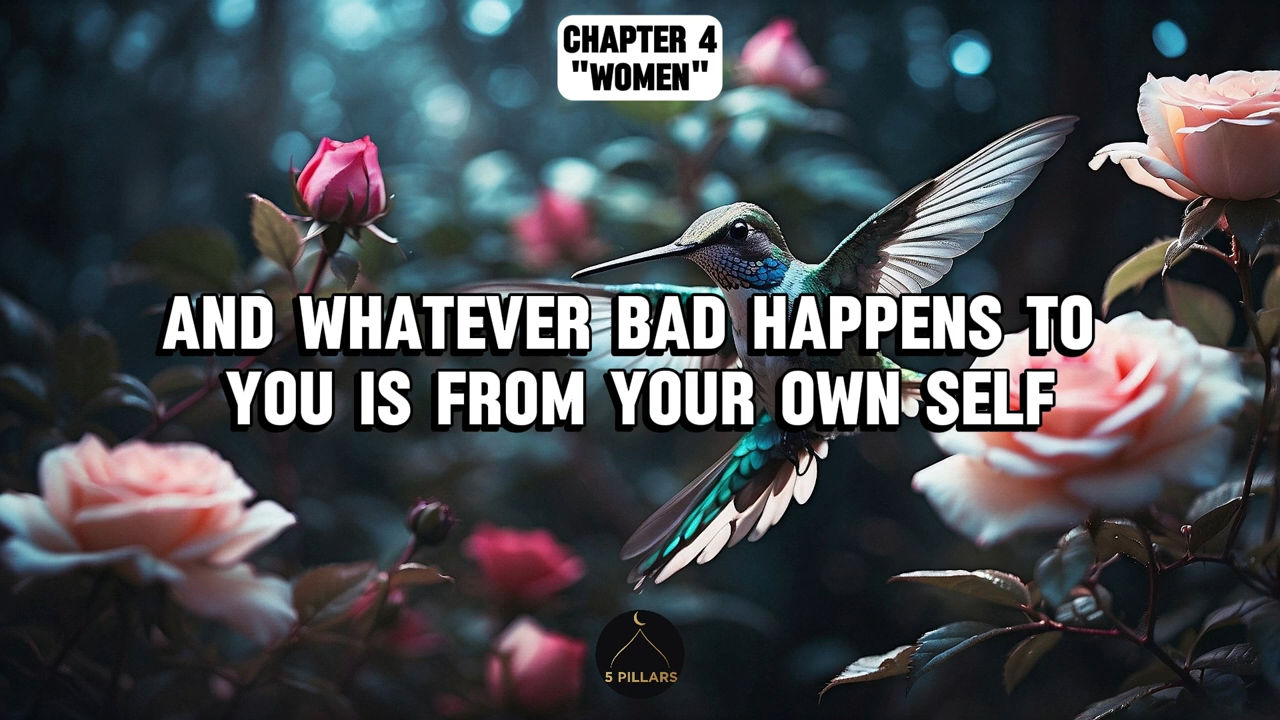 CHAPTER 4
"WOMEN"
AND WHATEVER BAD HAPPENS TO
YOU IS FROM YOUR OWN SELF
5 PILLARS